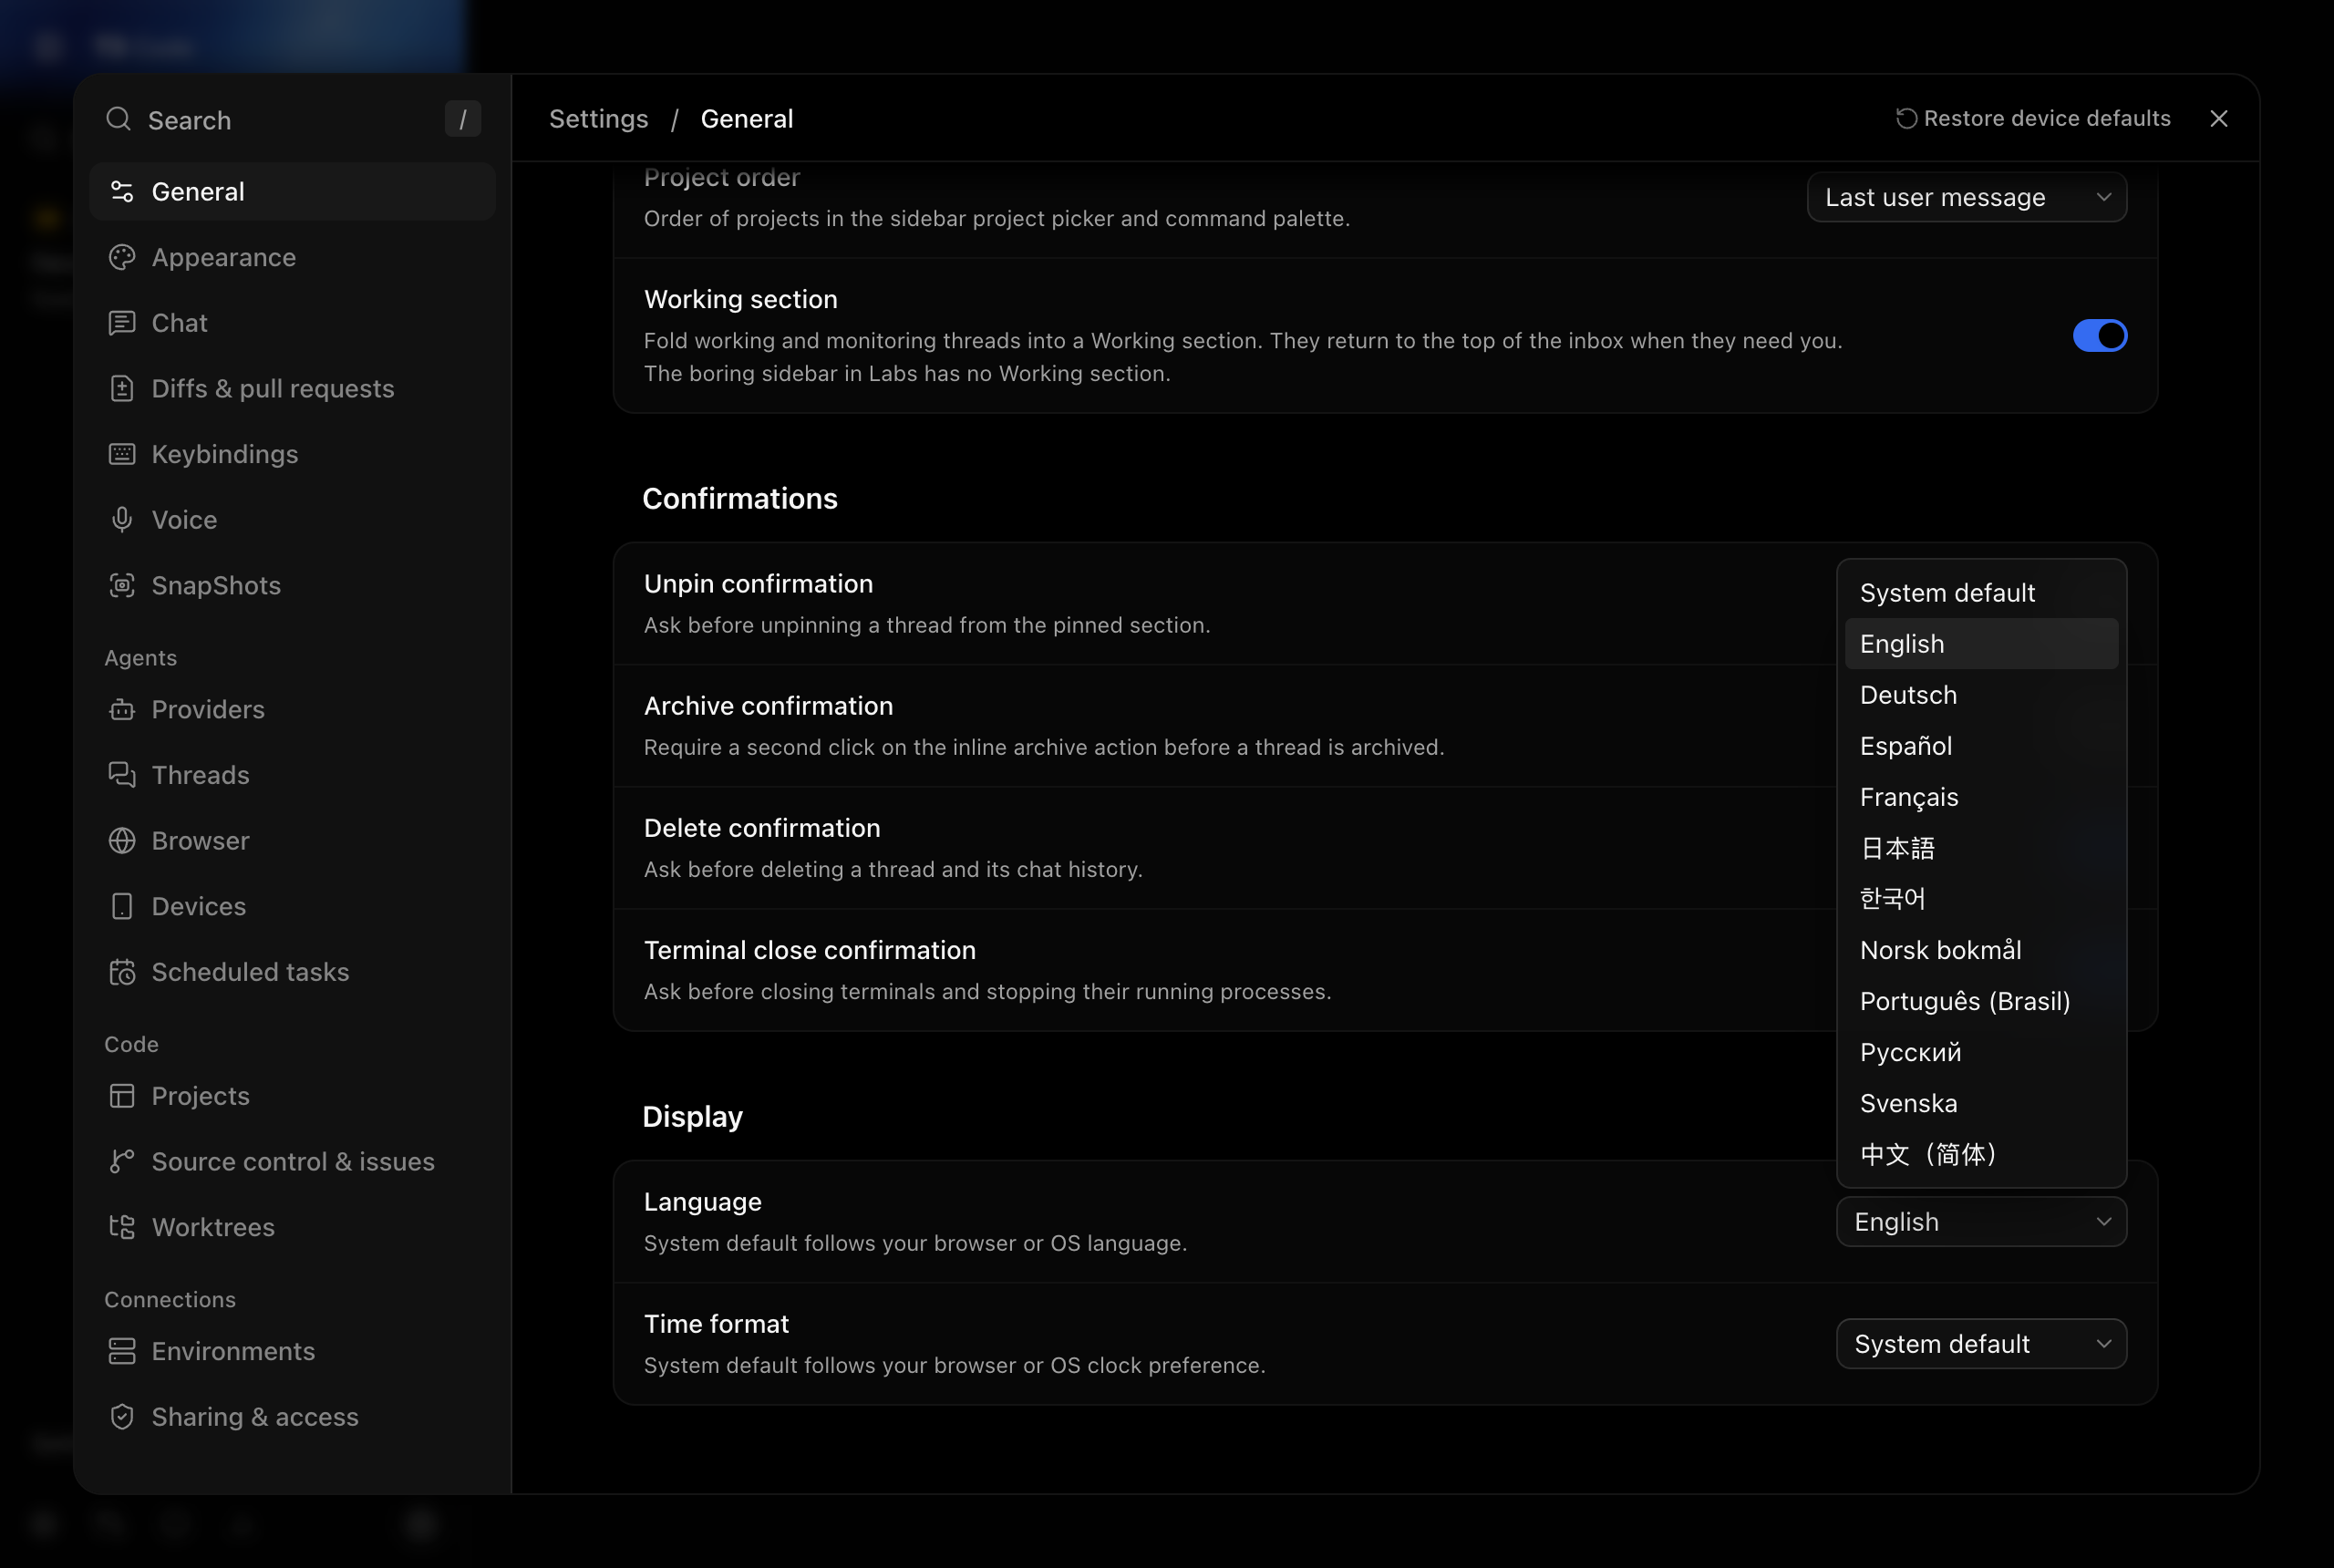 Search
/
General
Appearance
Chat
Diffs & pull requests
Keybindings
Voice
SnapShots
Agents
Providers
Threads
Browser
Devices
Scheduled tasks
Code
Projects
Source control & issues
Worktrees
Connections
Environments
Sharing & access
Settings / General
Restore device defaults
Project order
Order of projects in the sidebar project picker and command palette.
Last user message
Working section
Fold working and monitoring threads into a Working section. They return to the top of the inbox when they need you.
The boring sidebar in Labs has no Working section.
Confirmations
Unpin confirmation
Ask before unpinning a thread from the pinned section.
Archive confirmation
Require a second click on the inline archive action before a thread is archived.
Delete confirmation
Ask before deleting a thread and its chat history.
Terminal close confirmation
Ask before closing terminals and stopping their running processes.
System default
English
Deutsch
Español
Français
日本語
한국어
Norsk bokmål
Português (Brasil)
Русский
Svenska
中文（简体）
Display
Language
System default follows your browser or OS language.
English
Time format
System default follows your browser or OS clock preference.
System default